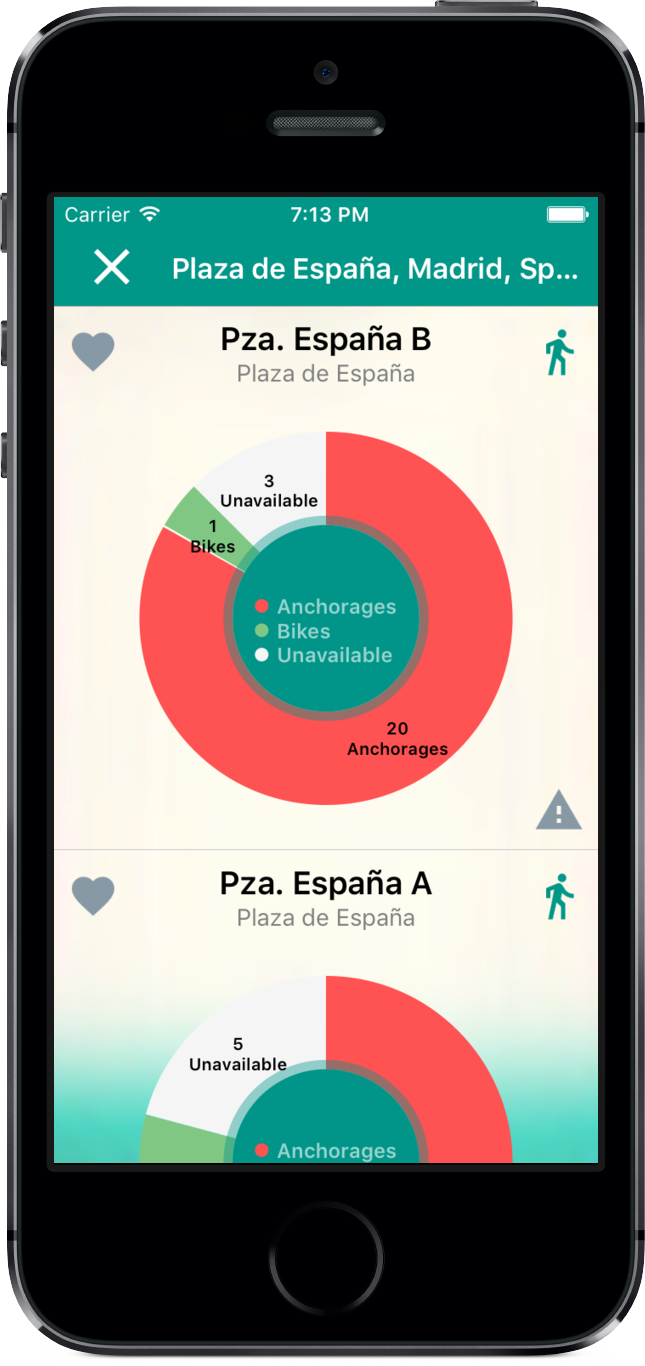 Carrier 7:13 PM
Plaza de España, Madrid, Sp...
Pza. España B
Plaza de España
3
Unavailable
1
Bikes
Anchorages
Bikes
Unavailable
20
Anchorages
Pza. España A
Plaza de España
5
Unavailable
Anchorages